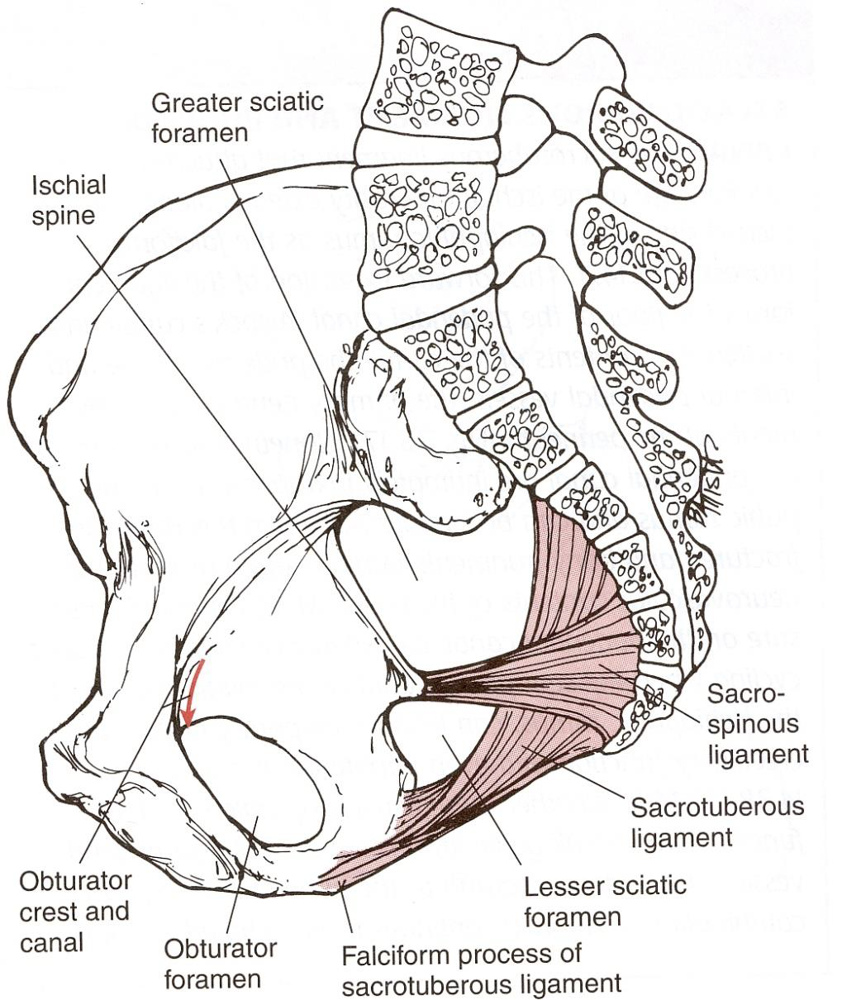 Greater sciatic
foramen
Ischial
spine
Sacro-
spinous
ligament
Sacrotuberous
ligament
Lesser sciatic
foramen
Obturator
crest and
canal
Obturator
foramen
Falciform process of
sacrotuberous ligament